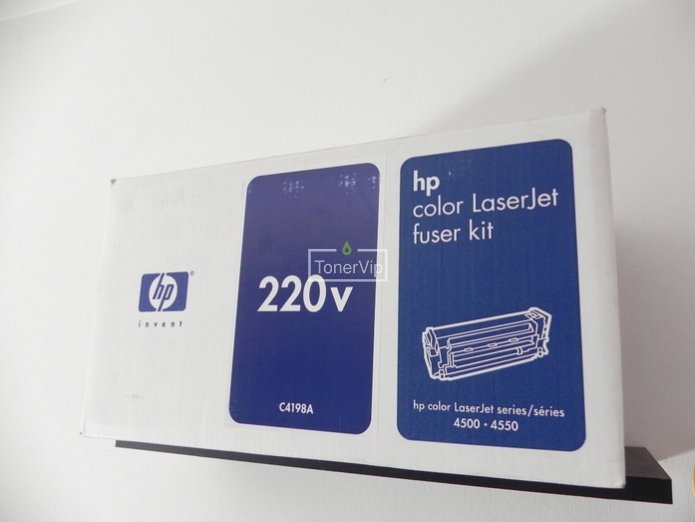 hp
invent
220v
C4198A
hp
color LaserJet
fuser kit
hp color LaserJet series/séries
4500 • 4550
TonerVip